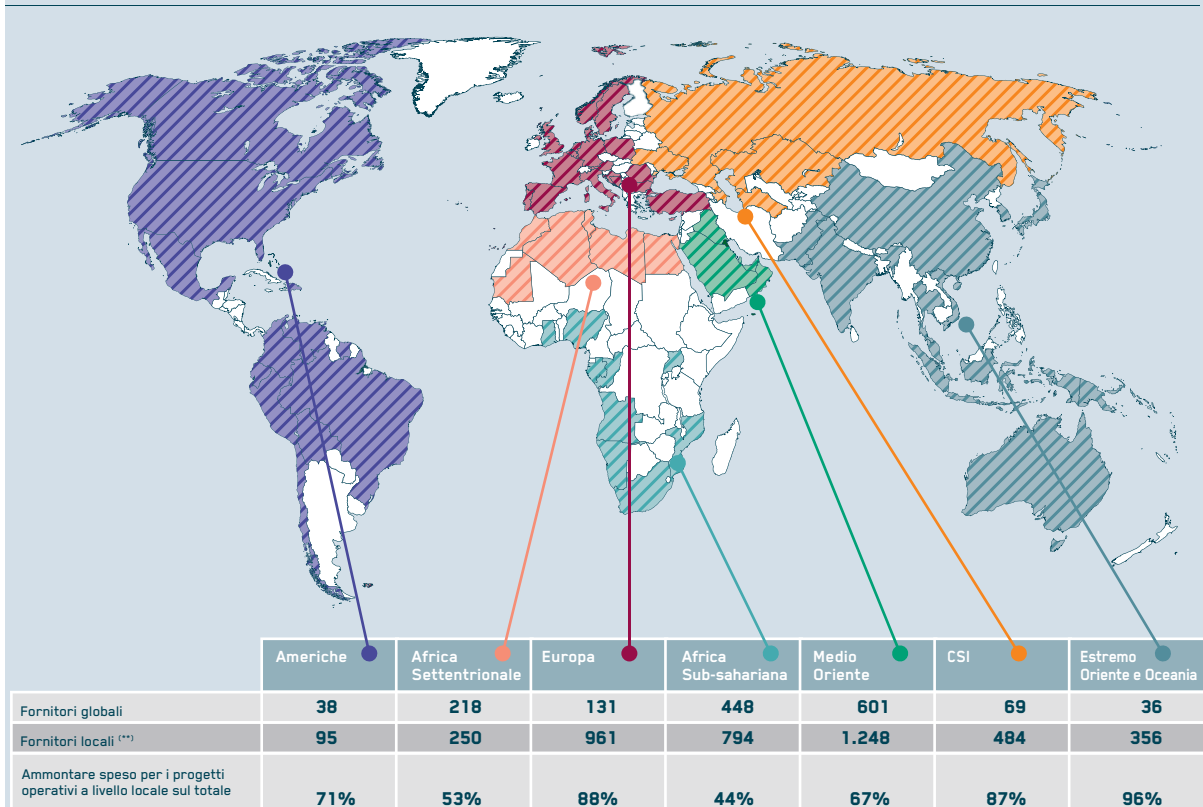 Americhe
Africa
Settentrionale
Europa
Africa
Sub-sahariana
Medio
Oriente
CSI
Estremo
Oriente e Oceania
Fornitori globali 38 218 131 448 601 69 36
Fornitori locali (**) 95 250 961 794 1.248 484 356
Ammontare speso per i progetti
operativi a livello locale sul totale 71% 53% 88% 44% 67% 87% 96%